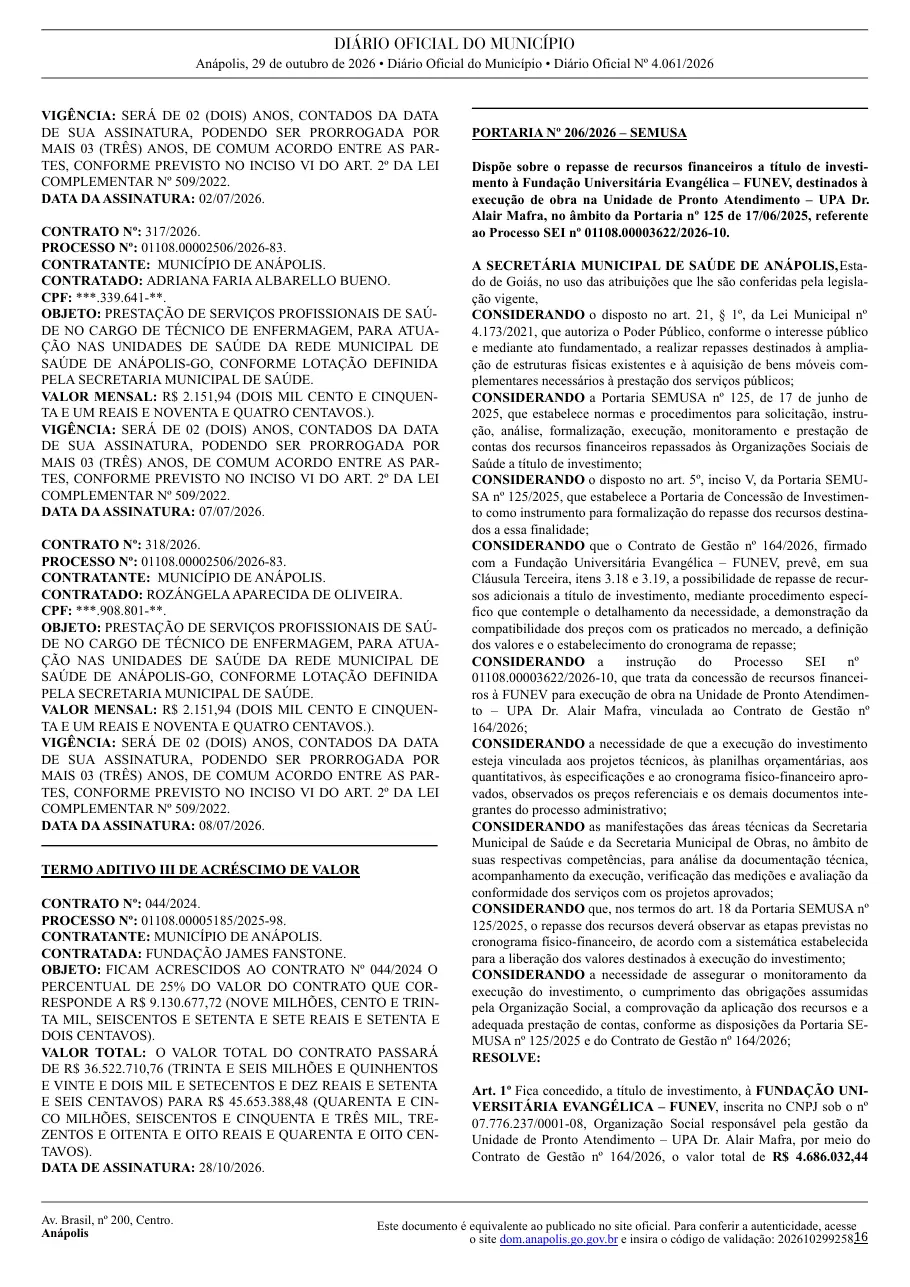 DIÁRIO OFICIAL DO MUNICÍPIO
Anápolis, 29 de outubro de 2026 • Diário Oficial do Município • Diário Oficial Nº 4.061/2026
VIGÊNCIA: SERÁ DE 02 (DOIS) ANOS, CONTADOS DA DATA
DE SUA ASSINATURA, PODENDO SER PRORROGADA POR
MAIS 03 (TRÊS) ANOS, DE COMUM ACORDO ENTRE AS PAR-
TES, CONFORME PREVISTO NO INCISO VI DO ART. 2º DA LEI
COMPLEMENTAR Nº 509/2022.
DATA DA ASSINATURA: 02/07/2026.
CONTRATO Nº: 317/2026.
PROCESSO Nº: 01108.00002506/2026-83.
CONTRATANTE: MUNICÍPIO DE ANÁPOLIS.
CONTRATADO: ADRIANA FARIA ALBARELLO BUENO.
CPF: ***.339.641-**.
OBJETO: PRESTAÇÃO DE SERVIÇOS PROFISSIONAIS DE SAÚ-
DE NO CARGO DE TÉCNICO DE ENFERMAGEM, PARA ATUA-
ÇÃO NAS UNIDADES DE SAÚDE DA REDE MUNICIPAL DE
SAÚDE DE ANÁPOLIS-GO, CONFORME LOTAÇÃO DEFINIDA
PELA SECRETARIA MUNICIPAL DE SAÚDE.
VALOR MENSAL: R$ 2.151,94 (DOIS MIL CENTO E CINQUEN-
TA E UM REAIS E NOVENTA E QUATRO CENTAVOS.).
VIGÊNCIA: SERÁ DE 02 (DOIS) ANOS, CONTADOS DA DATA
DE SUA ASSINATURA, PODENDO SER PRORROGADA POR
MAIS 03 (TRÊS) ANOS, DE COMUM ACORDO ENTRE AS PAR-
TES, CONFORME PREVISTO NO INCISO VI DO ART. 2º DA LEI
COMPLEMENTAR Nº 509/2022.
DATA DA ASSINATURA: 07/07/2026.
CONTRATO Nº: 318/2026.
PROCESSO Nº: 01108.00002506/2026-83.
CONTRATANTE: MUNICÍPIO DE ANÁPOLIS.
CONTRATADO: ROZÁNGELA APARECIDA DE OLIVEIRA.
CPF: ***.908.801-**.
OBJETO: PRESTAÇÃO DE SERVIÇOS PROFISSIONAIS DE SAÚ-
DE NO CARGO DE TÉCNICO DE ENFERMAGEM, PARA ATUA-
ÇÃO NAS UNIDADES DE SAÚDE DA REDE MUNICIPAL DE
SAÚDE DE ANÁPOLIS-GO, CONFORME LOTAÇÃO DEFINIDA
PELA SECRETARIA MUNICIPAL DE SAÚDE.
VALOR MENSAL: R$ 2.151,94 (DOIS MIL CENTO E CINQUEN-
TA E UM REAIS E NOVENTA E QUATRO CENTAVOS.).
VIGÊNCIA: SERÁ DE 02 (DOIS) ANOS, CONTADOS DA DATA
DE SUA ASSINATURA, PODENDO SER PRORROGADA POR
MAIS 03 (TRÊS) ANOS, DE COMUM ACORDO ENTRE AS PAR-
TES, CONFORME PREVISTO NO INCISO VI DO ART. 2º DA LEI
COMPLEMENTAR Nº 509/2022.
DATA DA ASSINATURA: 08/07/2026.
TERMO ADITIVO III DE ACRÉSCIMO DE VALOR
CONTRATO Nº: 044/2024.
PROCESSO Nº: 01108.00005185/2025-98.
CONTRATANTE: MUNICÍPIO DE ANÁPOLIS.
CONTRATADA: FUNDAÇÃO JAMES FANSTONE.
OBJETO: FICAM ACRESCIDOS AO CONTRATO Nº 044/2024 O
PERCENTUAL DE 25% DO VALOR DO CONTRATO QUE COR-
RESPONDE A R$ 9.130.677,72 (NOVE MILHÕES, CENTO E TRIN-
TA MIL, SEISCENTOS E SETENTA E SETE REAIS E SETENTA E
DOIS CENTAVOS).
VALOR TOTAL: O VALOR TOTAL DO CONTRATO PASSARÁ
DE R$ 36.522.710,76 (TRINTA E SEIS MILHÕES E QUINHENTOS
E VINTE E DOIS MIL E SETECENTOS E DEZ REAIS E SETENTA
E SEIS CENTAVOS) PARA R$ 45.653.388,48 (QUARENTA E CIN-
CO MILHÕES, SEISCENTOS E CINQUENTA E TRÊS MIL, TRE-
ZENTOS E OITENTA E OITO REAIS E QUARENTA E OITO CEN-
TAVOS).
DATA DE ASSINATURA: 28/10/2026.
PORTARIA Nº 206/2026 – SEMUSA
Dispõe sobre o repasse de recursos financeiros a título de investi-
mento à Fundação Universitária Evangélica – FUNEV, destinados à
execução de obra na Unidade de Pronto Atendimento – UPA Dr.
Alair Mafra, no âmbito da Portaria nº 125 de 17/06/2025, referente
ao Processo SEI nº 01108.00003622/2026-10.
A SECRETÁRIA MUNICIPAL DE SAÚDE DE ANÁPOLIS, Esta-
do de Goiás, no uso das atribuições que lhe são conferidas pela legisla-
ção vigente,
CONSIDERANDO o disposto no art. 21, § 1º, da Lei Municipal nº
4.173/2021, que autoriza o Poder Público, conforme o interesse público
e mediante ato fundamentado, a realizar repasses destinados à amplia-
ção de estruturas físicas existentes e à aquisição de bens móveis com-
plementares necessários à prestação dos serviços públicos;
CONSIDERANDO a Portaria SEMUSA nº 125, de 17 de junho de
2025, que estabelece normas e procedimentos para solicitação, instru-
ção, análise, formalização, execução, monitoramento e prestação de
contas dos recursos financeiros repassados às Organizações Sociais de
Saúde a título de investimento;
CONSIDERANDO o disposto no art. 5º, inciso V, da Portaria SEMU-
SA nº 125/2025, que estabelece a Portaria de Concessão de Investimen-
to como instrumento para formalização do repasse dos recursos destina-
dos a essa finalidade;
CONSIDERANDO que o Contrato de Gestão nº 164/2026, firmado
com a Fundação Universitária Evangélica – FUNEV, prevê, em sua
Cláusula Terceira, itens 3.18 e 3.19, a possibilidade de repasse de recur-
sos adicionais a título de investimento, mediante procedimento especí-
fico que contemple o detalhamento da necessidade, a demonstração da
compatibilidade dos preços com os praticados no mercado, a definição
dos valores e o estabelecimento do cronograma de repasse;
CONSIDERANDO a instrução do Processo SEI nº
01108.00003622/2026-10, que trata da concessão de recursos financei-
ros à FUNEV para execução de obra na Unidade de Pronto Atendimen-
to – UPA Dr. Alair Mafra, vinculada ao Contrato de Gestão nº
164/2026;
CONSIDERANDO a necessidade de que a execução do investimento
esteja vinculada aos projetos técnicos, às planilhas orçamentárias, aos
quantitativos, às especificações e ao cronograma físico-financeiro apro-
vados, observados os preços referenciais e os demais documentos inte-
grantes do processo administrativo;
CONSIDERANDO as manifestações das áreas técnicas da Secretaria
Municipal de Saúde e da Secretaria Municipal de Obras, no âmbito de
suas respectivas competências, para análise da documentação técnica,
acompanhamento da execução, verificação das medições e avaliação da
conformidade dos serviços com os projetos aprovados;
CONSIDERANDO que, nos termos do art. 18 da Portaria SEMUSA nº
125/2025, o repasse dos recursos deverá observar as etapas previstas no
cronograma físico-financeiro, de acordo com a sistemática estabelecida
para a liberação dos valores destinados à execução do investimento;
CONSIDERANDO a necessidade de assegurar o monitoramento da
execução do investimento, o cumprimento das obrigações assumidas
pela Organização Social, a comprovação da aplicação dos recursos e a
adequada prestação de contas, conforme as disposições da Portaria SE-
MUSA nº 125/2025 e do Contrato de Gestão nº 164/2026;
RESOLVE:
Art. 1º Fica concedido, a título de investimento, à FUNDAÇÃO UNI-
VERSITÁRIA EVANGÉLICA – FUNEV, inscrita no CNPJ sob o nº
07.776.237/0001-08, Organização Social responsável pela gestão da
Unidade de Pronto Atendimento – UPA Dr. Alair Mafra, por meio do
Contrato de Gestão nº 164/2026, o valor total de R$ 4.686.032,44
Av. Brasil, nº 200, Centro.
Anápolis
Este documento é equivalente ao publicado no site oficial. Para conferir a autenticidade, acesse
o site dom.anapolis.go.gov.br e insira o código de validação: 202610299258
16